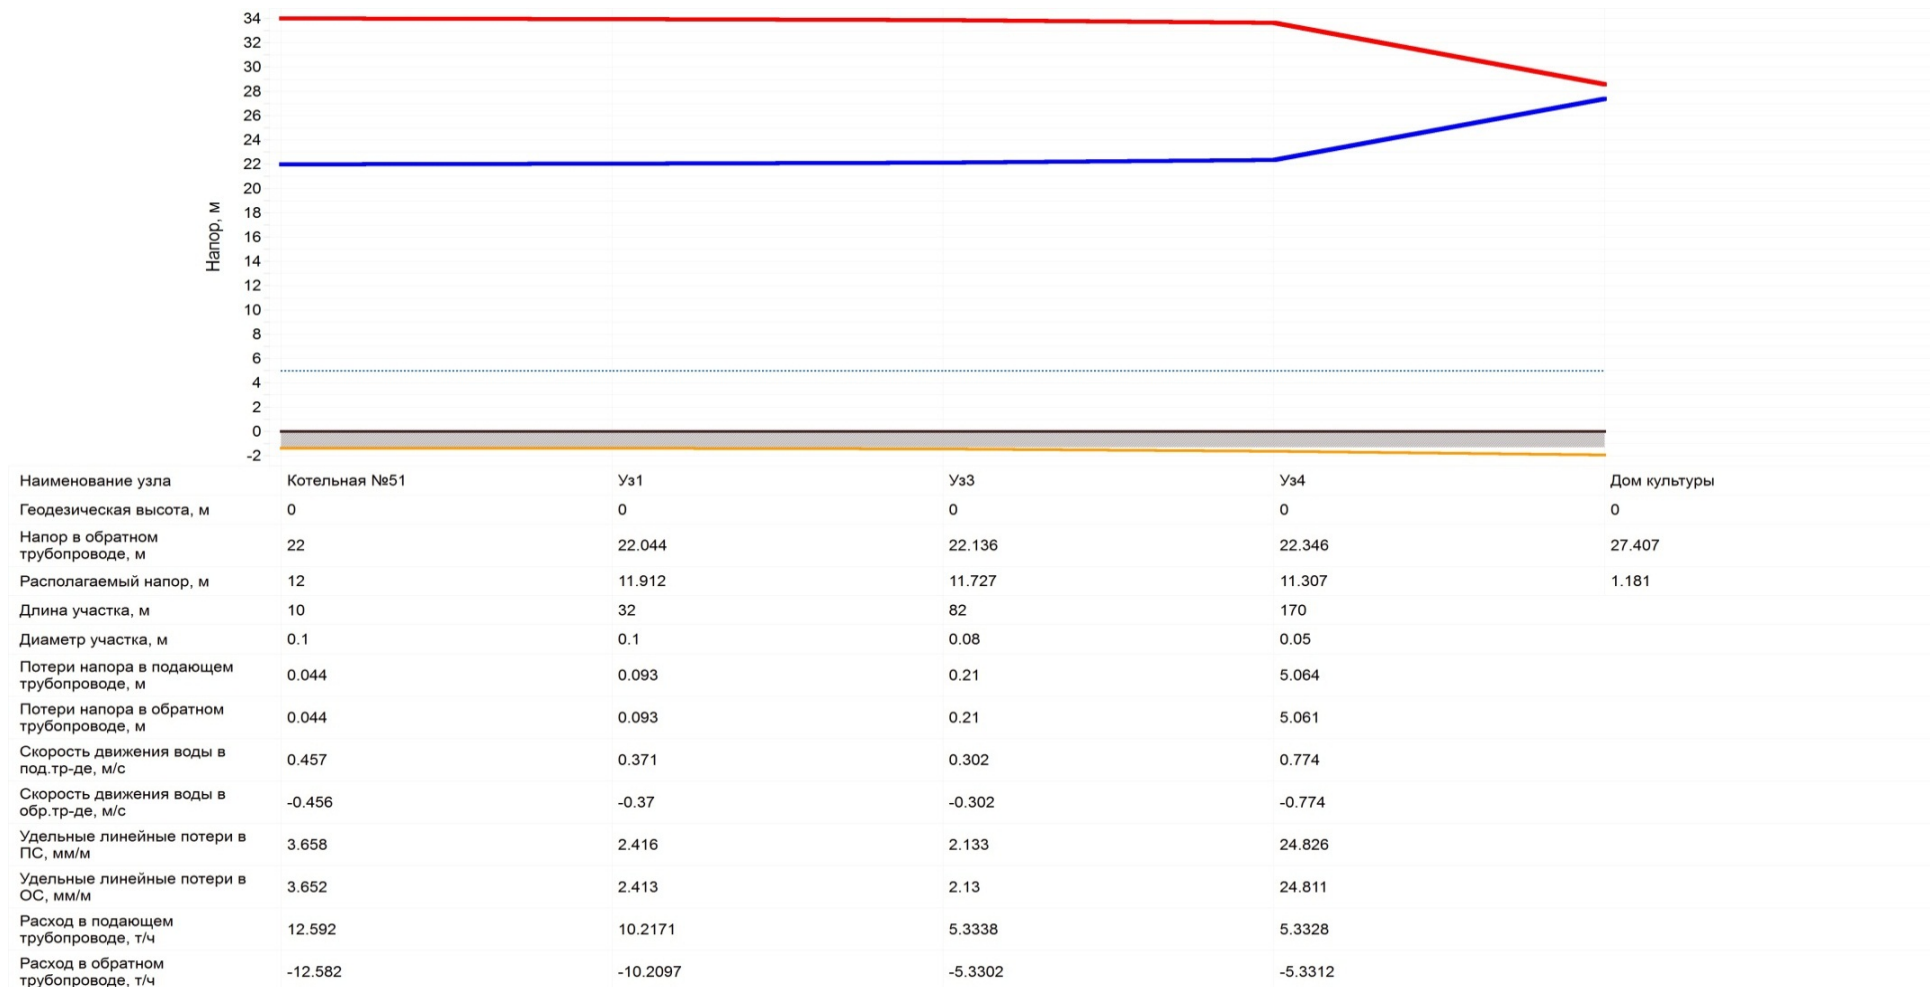 34
32
30
28
26
24
22
20
18
16
14
12
10
8
6
4
2
0
-2
Напор, м
Наименование узла Котельная №51 Уз1 Уз3 Уз4 Дом культуры
Геодезическая высота, м 0 0 0 0 0
Напор в обратном
трубопроводе, м 22 22.044 22.136 22.346 27.407
Располагаемый напор, м 12 11.912 11.727 11.307 1.181
Длина участка, м 10 32 82 170
Диаметр участка, м 0.1 0.1 0.08 0.05
Потери напора в подающем
трубопроводе, м 0.044 0.093 0.21 5.064
Потери напора в обратном
трубопроводе, м 0.044 0.093 0.21 5.061
Скорость движения воды в
под.тр-де, м/с 0.457 0.371 0.302 0.774
Скорость движения воды в
обр.тр-де, м/с -0.456 -0.37 -0.302 -0.774
Удельные линейные потери в
ПС, мм/м 3.658 2.416 2.133 24.826
Удельные линейные потери в
ОС, мм/м 3.652 2.413 2.13 24.811
Расход в подающем
трубопроводе, т/ч 12.592 10.2171 5.3338 5.3328
Расход в обратном
трубопроводе, т/ч -12.582 -10.2097 -5.3302 -5.3312